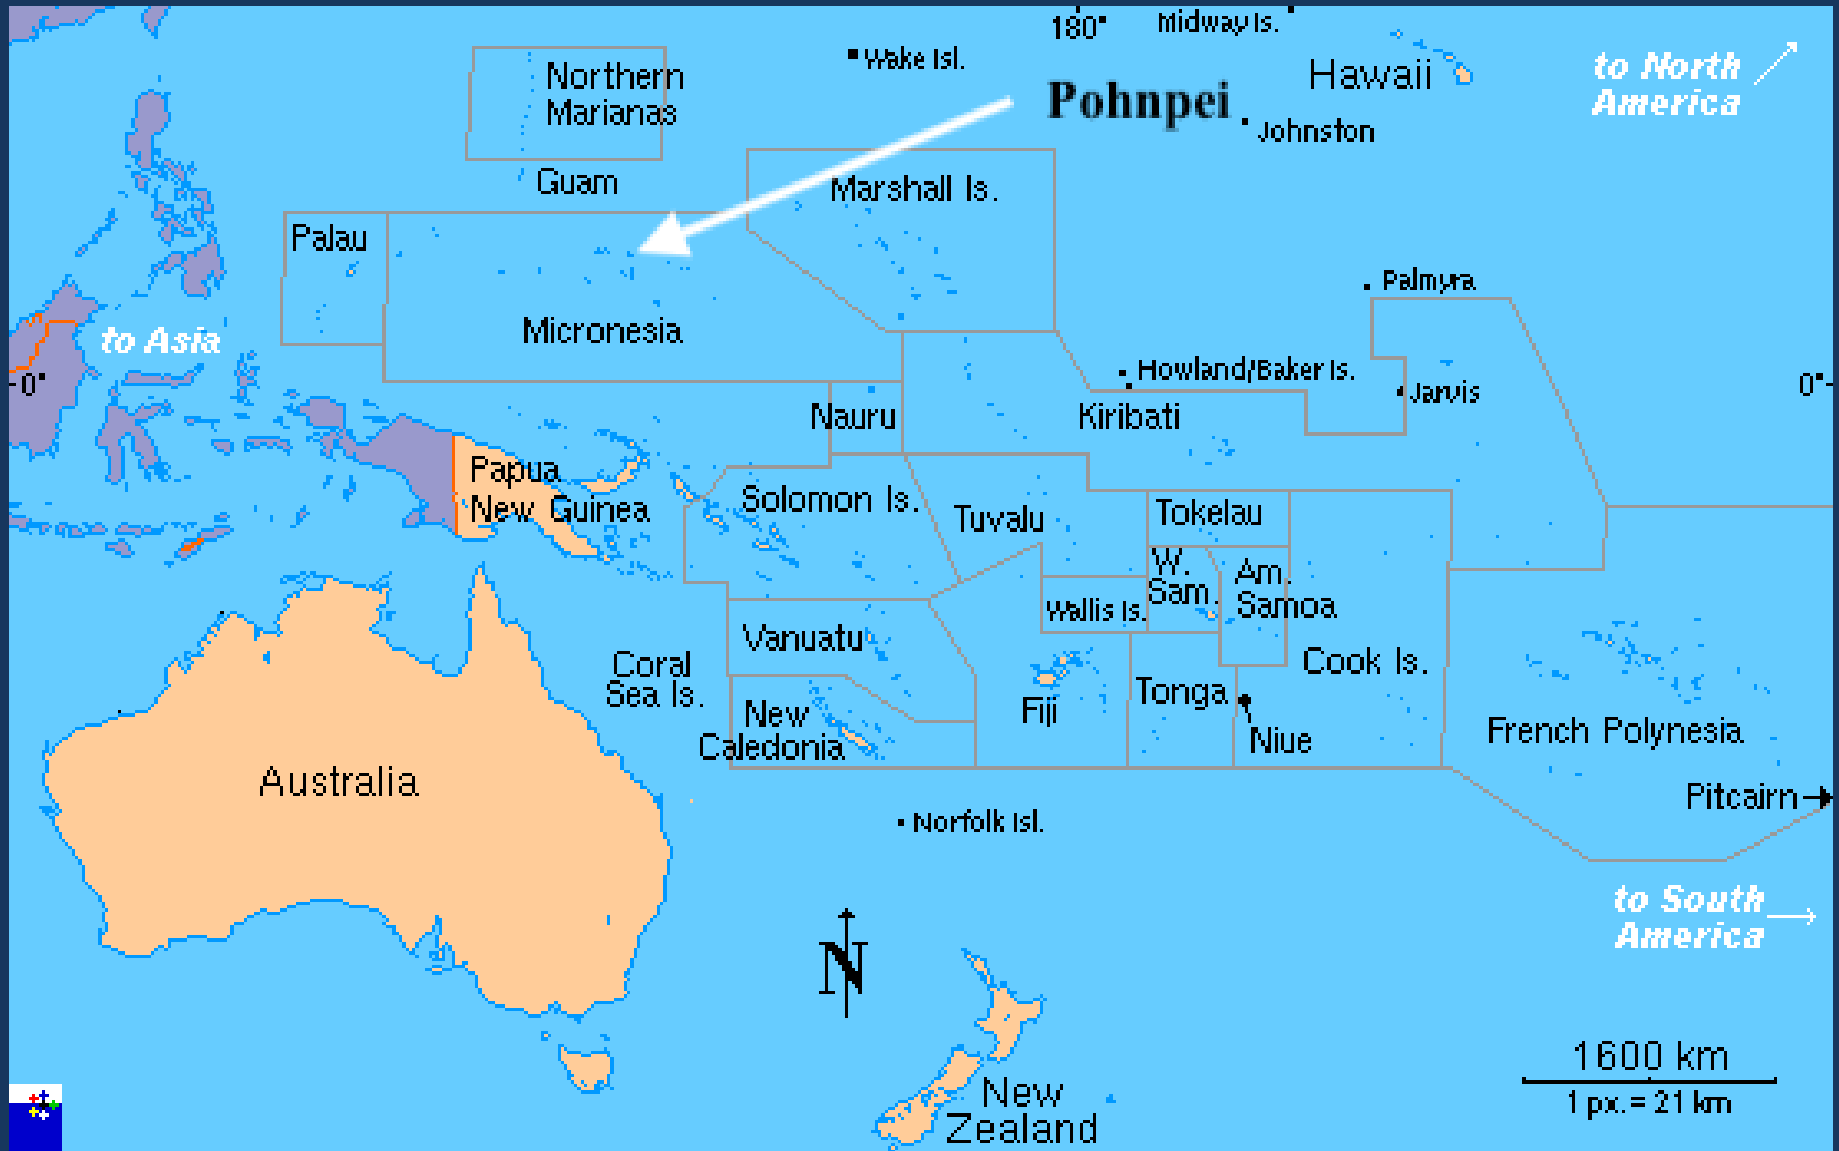 180°
Midway Is.
Wake Isl.
Northern
Marianas
Hawaii
to North
America
Pohnpei
Johnston
Guam
Marshall Is.
Palau
Palmyra
Micronesia
to Asia
0°
Howland/Baker Is.
0°
Jarvis
Nauru
Kiribati
Papua
New Guinea
Solomon Is.
Tuvalu
Tokelau
W.
Sam.
Am.
Samoa
Wallis Is.
Vanuatu
Coral
Sea Is.
Cook Is.
Tonga
Fiji
New
Caledonia
Niue
French Polynesia
Australia
Pitcairn
Norfolk Isl.
to South
America
N
1600 km
1 px. = 21 km
New
Zealand